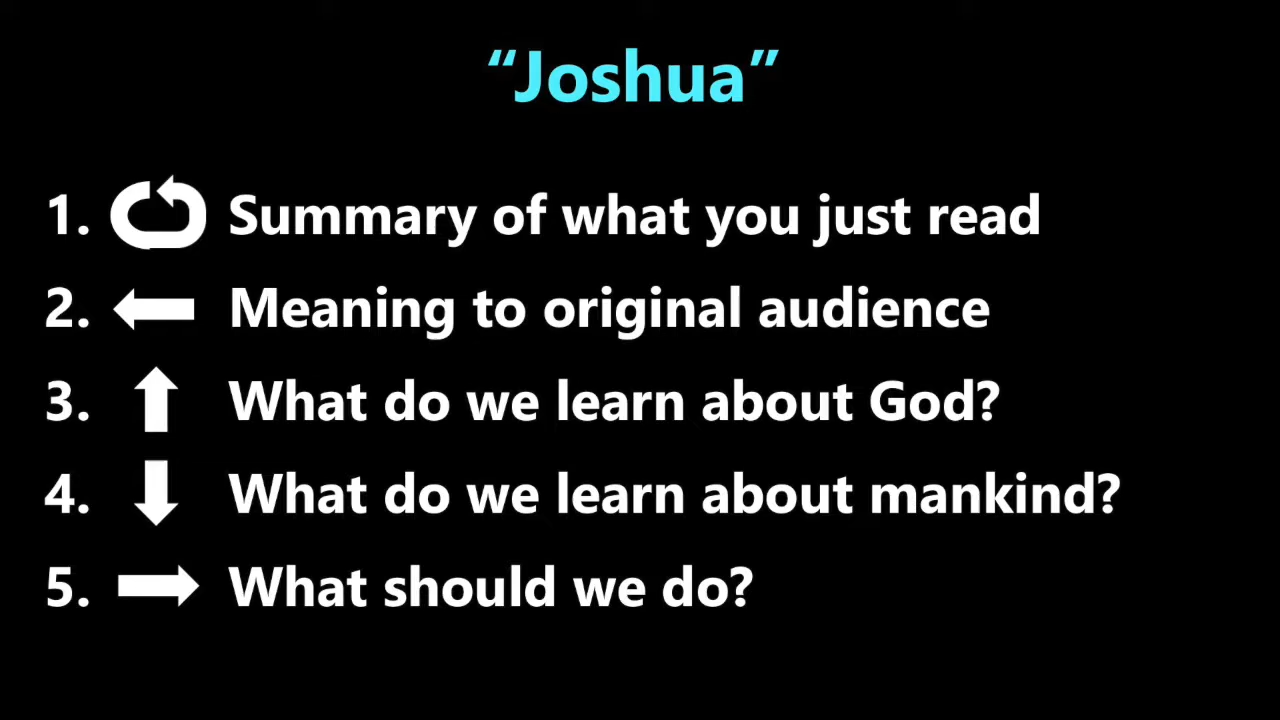 “Joshua”
1. Summary of what you just read
2. Meaning to original audience
3. What do we learn about God?
4. What do we learn about mankind?
5. What should we do?